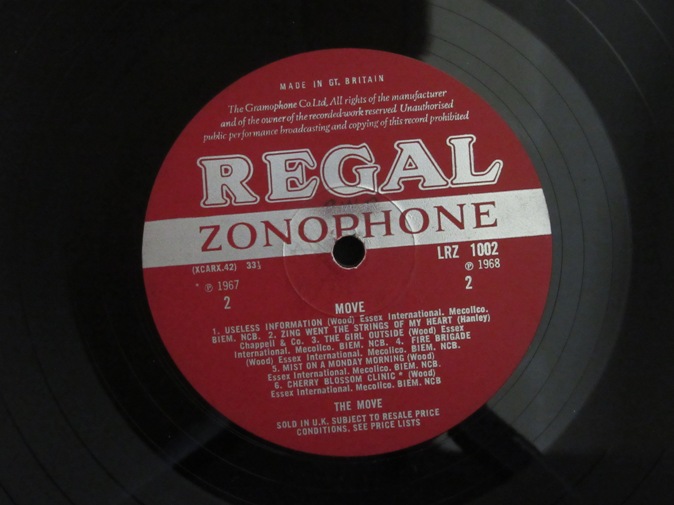 MADE IN GT. BRITAIN
The Gramophone Co. Ltd, All rights of the manufacturer
and of the owner of the recorded work reserved. Unauthorised
public performance broadcasting and copying of this record prohibited
REGAL
ZONOPHONE
(XCARX.42) 33⅓
LRZ 1002
* ℗ 1967
℗ 1968
2
2
MOVE
1. USELESS INFORMATION (Wood) Essex International. Mecolico.
BIEM. NCB. 2. ZING WENT THE STRINGS OF MY HEART (Hanley)
Chappell & Co. 3. THE GIRL OUTSIDE (Wood) Essex
International. Mecolico. BIEM. NCB. 4. FIRE BRIGADE
(Wood) Essex International. Mecolico. BIEM. NCB.
5. MIST ON A MONDAY MORNING (Wood)
Essex International. Mecolico. BIEM. NCB.
6. CHERRY BLOSSOM CLINIC * (Wood)
Essex International. Mecolico. BIEM. NCB
THE MOVE
SOLD IN U.K. SUBJECT TO RESALE PRICE
CONDITIONS. SEE PRICE LISTS